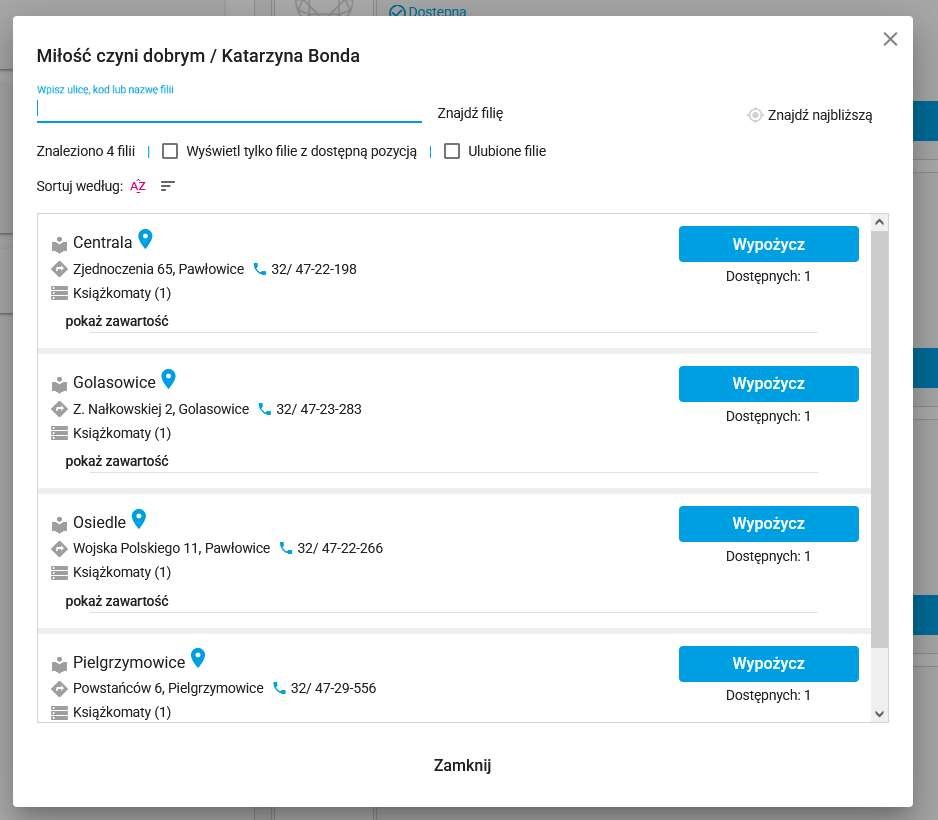 Dostępna
Miłość czyni dobrym / Katarzyna Bonda
Wpisz ulicę, kod lub nazwę filii
Znajdź filię
Znajdź najbliższą
Znaleziono 4 filii | Wyświetl tylko filie z dostępną pozycją | Ulubione filie
Sortuj według: AZ
Centrala
Wypożycz
Zjednoczenia 65, Pawłowice 32/ 47-22-198
Dostępnych: 1
Książkomaty (1)
pokaż zawartość
Golasowice
Wypożycz
Z. Nałkowskiej 2, Golasowice 32/ 47-23-283
Dostępnych: 1
Książkomaty (1)
pokaż zawartość
Osiedle
Wypożycz
Wojska Polskiego 11, Pawłowice 32/ 47-22-266
Dostępnych: 1
Książkomaty (1)
pokaż zawartość
Pielgrzymowice
Wypożycz
Powstańców 6, Pielgrzymowice 32/ 47-29-556
Dostępnych: 1
Książkomaty (1)
Zamknij